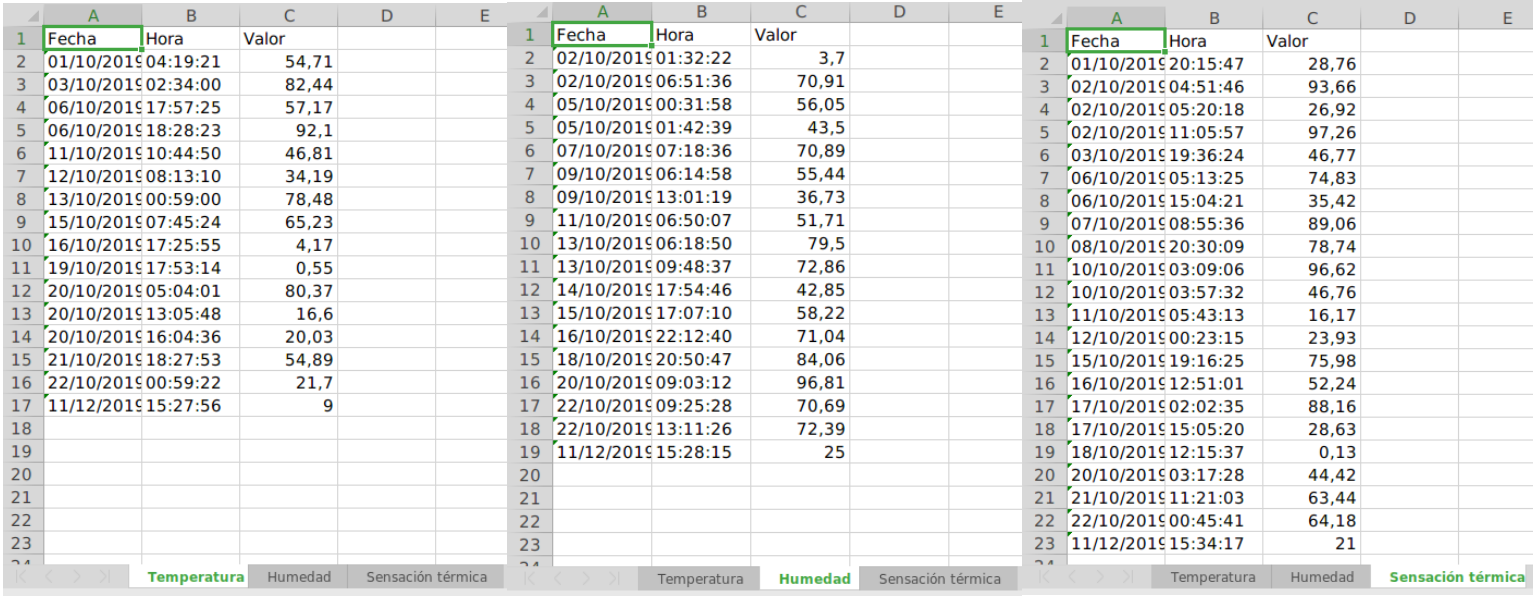 A B C D E
1 Fecha Hora Valor
2 01/10/2019 04:19:21 54,71
3 03/10/2019 02:34:00 82,44
4 06/10/2019 17:57:25 57,17
5 06/10/2019 18:28:23 92,1
6 11/10/2019 10:44:50 46,81
7 12/10/2019 08:13:10 34,19
8 13/10/2019 00:59:00 78,48
9 15/10/2019 07:45:24 65,23
10 16/10/2019 17:25:55 4,17
11 19/10/2019 17:53:14 0,55
12 20/10/2019 05:04:01 80,37
13 20/10/2019 13:05:48 16,6
14 20/10/2019 16:04:36 20,03
15 21/10/2019 18:27:53 54,89
16 22/10/2019 00:59:22 21,7
17 11/12/2019 15:27:56 9
18
19
20
21
22
23
Temperatura Humedad Sensación térmica
A B C D E
1 Fecha Hora Valor
2 02/10/2019 01:32:22 3,7
3 02/10/2019 06:51:36 70,91
4 05/10/2019 00:31:58 56,05
5 05/10/2019 01:42:39 43,5
6 07/10/2019 07:18:36 70,89
7 09/10/2019 06:14:58 55,44
8 09/10/2019 13:01:19 36,73
9 11/10/2019 06:50:07 51,71
10 13/10/2019 06:18:50 79,5
11 13/10/2019 09:48:37 72,86
12 14/10/2019 17:54:46 42,85
13 15/10/2019 17:07:10 58,22
14 16/10/2019 22:12:40 71,04
15 18/10/2019 20:50:47 84,06
16 20/10/2019 09:03:12 96,81
17 22/10/2019 09:25:28 70,69
18 22/10/2019 13:11:26 72,39
19 11/12/2019 15:28:15 25
20
21
22
23
Temperatura Humedad Sensación térmica
A B C D E
1 Fecha Hora Valor
2 01/10/2019 20:15:47 28,76
3 02/10/2019 04:51:46 93,66
4 02/10/2019 05:20:18 26,92
5 02/10/2019 11:05:57 97,26
6 03/10/2019 19:36:24 46,77
7 06/10/2019 05:13:25 74,83
8 06/10/2019 15:04:21 35,42
9 07/10/2019 08:55:36 89,06
10 08/10/2019 20:30:09 78,74
11 10/10/2019 03:09:06 96,62
12 10/10/2019 03:57:32 46,76
13 11/10/2019 05:43:13 16,17
14 12/10/2019 00:23:15 23,93
15 15/10/2019 19:16:25 75,98
16 16/10/2019 12:51:01 52,24
17 17/10/2019 02:02:35 88,16
18 17/10/2019 15:05:20 28,63
19 18/10/2019 12:15:37 0,13
20 20/10/2019 03:17:28 44,42
21 21/10/2019 11:21:03 63,44
22 22/10/2019 00:45:41 64,18
23 11/12/2019 15:34:17 21
Temperatura Humedad Sensación térmica